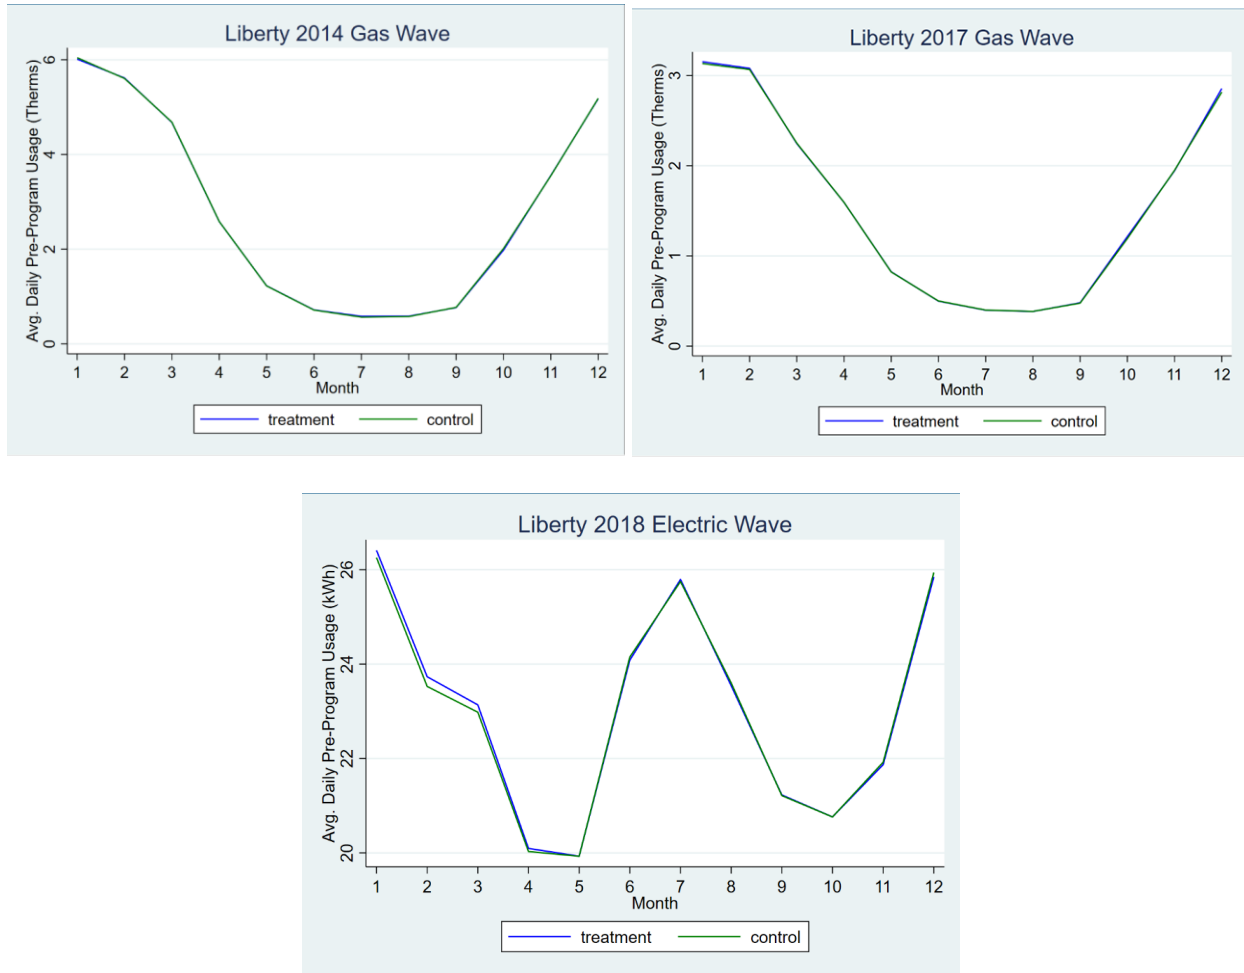 Liberty 2014 Gas Wave
Avg. Daily Pre-Program Usage (Therms)
6
4
2
0
1 2 3 4 5 6 7 8 9 10 11 12
Month
treatment control
Liberty 2017 Gas Wave
Avg. Daily Pre-Program Usage (Therms)
3
2
1
0
1 2 3 4 5 6 7 8 9 10 11 12
Month
treatment control
Liberty 2018 Electric Wave
Avg. Daily Pre-Program Usage (kWh)
26
24
22
20
1 2 3 4 5 6 7 8 9 10 11 12
Month
treatment control